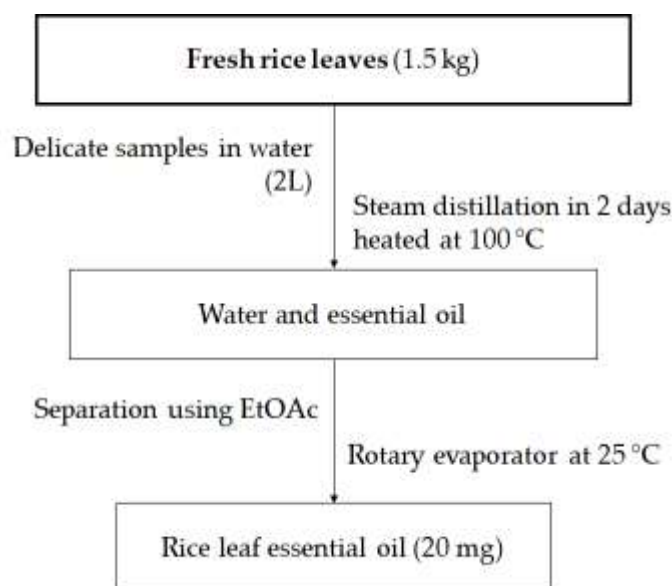 Fresh rice leaves (1.5 kg)
Delicate samples in water
(2L)
Steam distillation in 2 days
heated at 100 °C
Water and essential oil
Separation using EtOAc
Rotary evaporator at 25 °C
Rice leaf essential oil (20 mg)